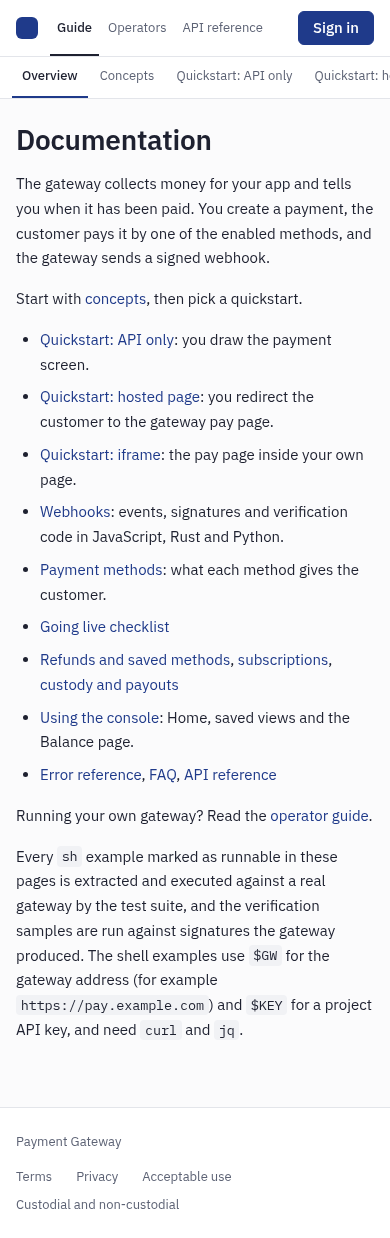 Guide Operators API reference Sign in
Overview Concepts Quickstart: API only Quickstart: h
Documentation
The gateway collects money for your app and tells
you when it has been paid. You create a payment, the
customer pays it by one of the enabled methods, and
the gateway sends a signed webhook.
Start with concepts, then pick a quickstart.
Quickstart: API only: you draw the payment
screen.
Quickstart: hosted page: you redirect the
customer to the gateway pay page.
Quickstart: iframe: the pay page inside your own
page.
Webhooks: events, signatures and verification
code in JavaScript, Rust and Python.
Payment methods: what each method gives the
customer.
Going live checklist
Refunds and saved methods, subscriptions,
custody and payouts
Using the console: Home, saved views and the
Balance page.
Error reference, FAQ, API reference
Running your own gateway? Read the operator guide.
Every sh example marked as runnable in these
pages is extracted and executed against a real
gateway by the test suite, and the verification
samples are run against signatures the gateway
produced. The shell examples use $GW for the
gateway address (for example
https://pay.example.com) and $KEY for a project
API key, and need curl and jq.
Payment Gateway
Terms Privacy Acceptable use
Custodial and non-custodial